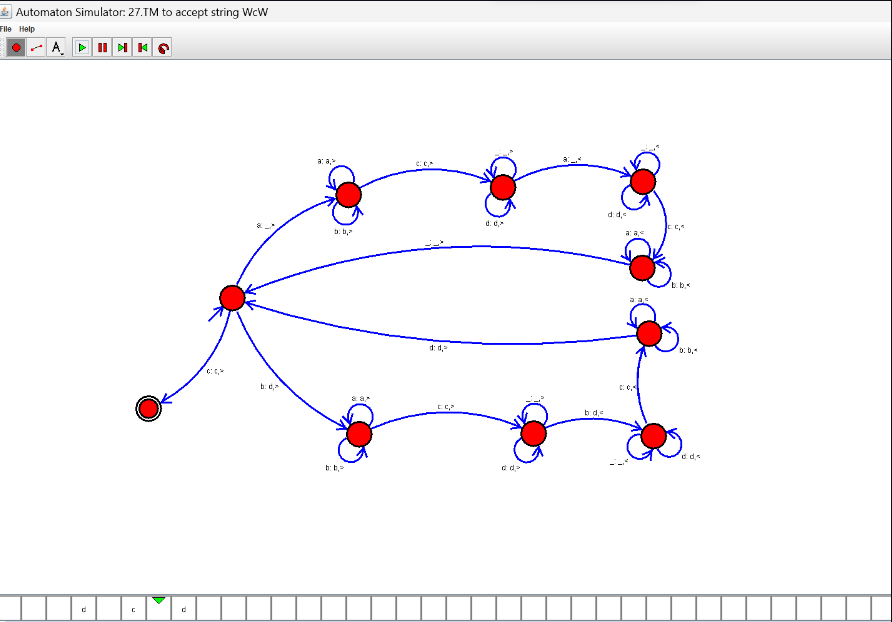 Automaton Simulator: 27.TM to accept string WcW
File Help
A
a: a,>
c: c,>
_: _,>
a: _,<
_: _,<
b: b,>
d: d,>
d: d,<
a: _,>
c: c,<
a: a,<
_: _,>
b: b,<
a: a,<
d: d,>
b: b,<
c: c,>
b: d,>
c: c,<
a: a,>
c: c,>
_: _,>
b: d,<
b: b,>
d: d,>
_: _,<
d: d,<
d c d